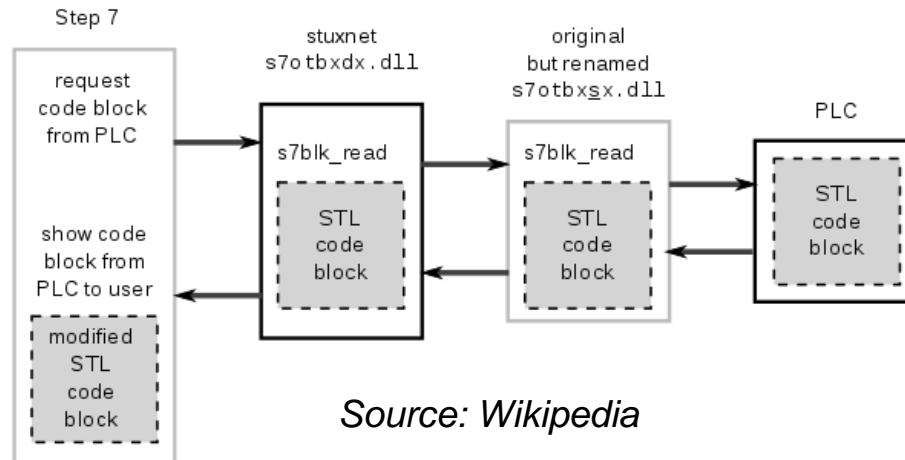 Step 7
request
code block
from PLC
show code
block from
PLC to user
modified
STL
code
block
stuxnet
s7otbxdx.dll
s7blk_read
STL
code
block
original
but renamed
s7otbxsx.dll
s7blk_read
STL
code
block
PLC
STL
code
block
Source: Wikipedia